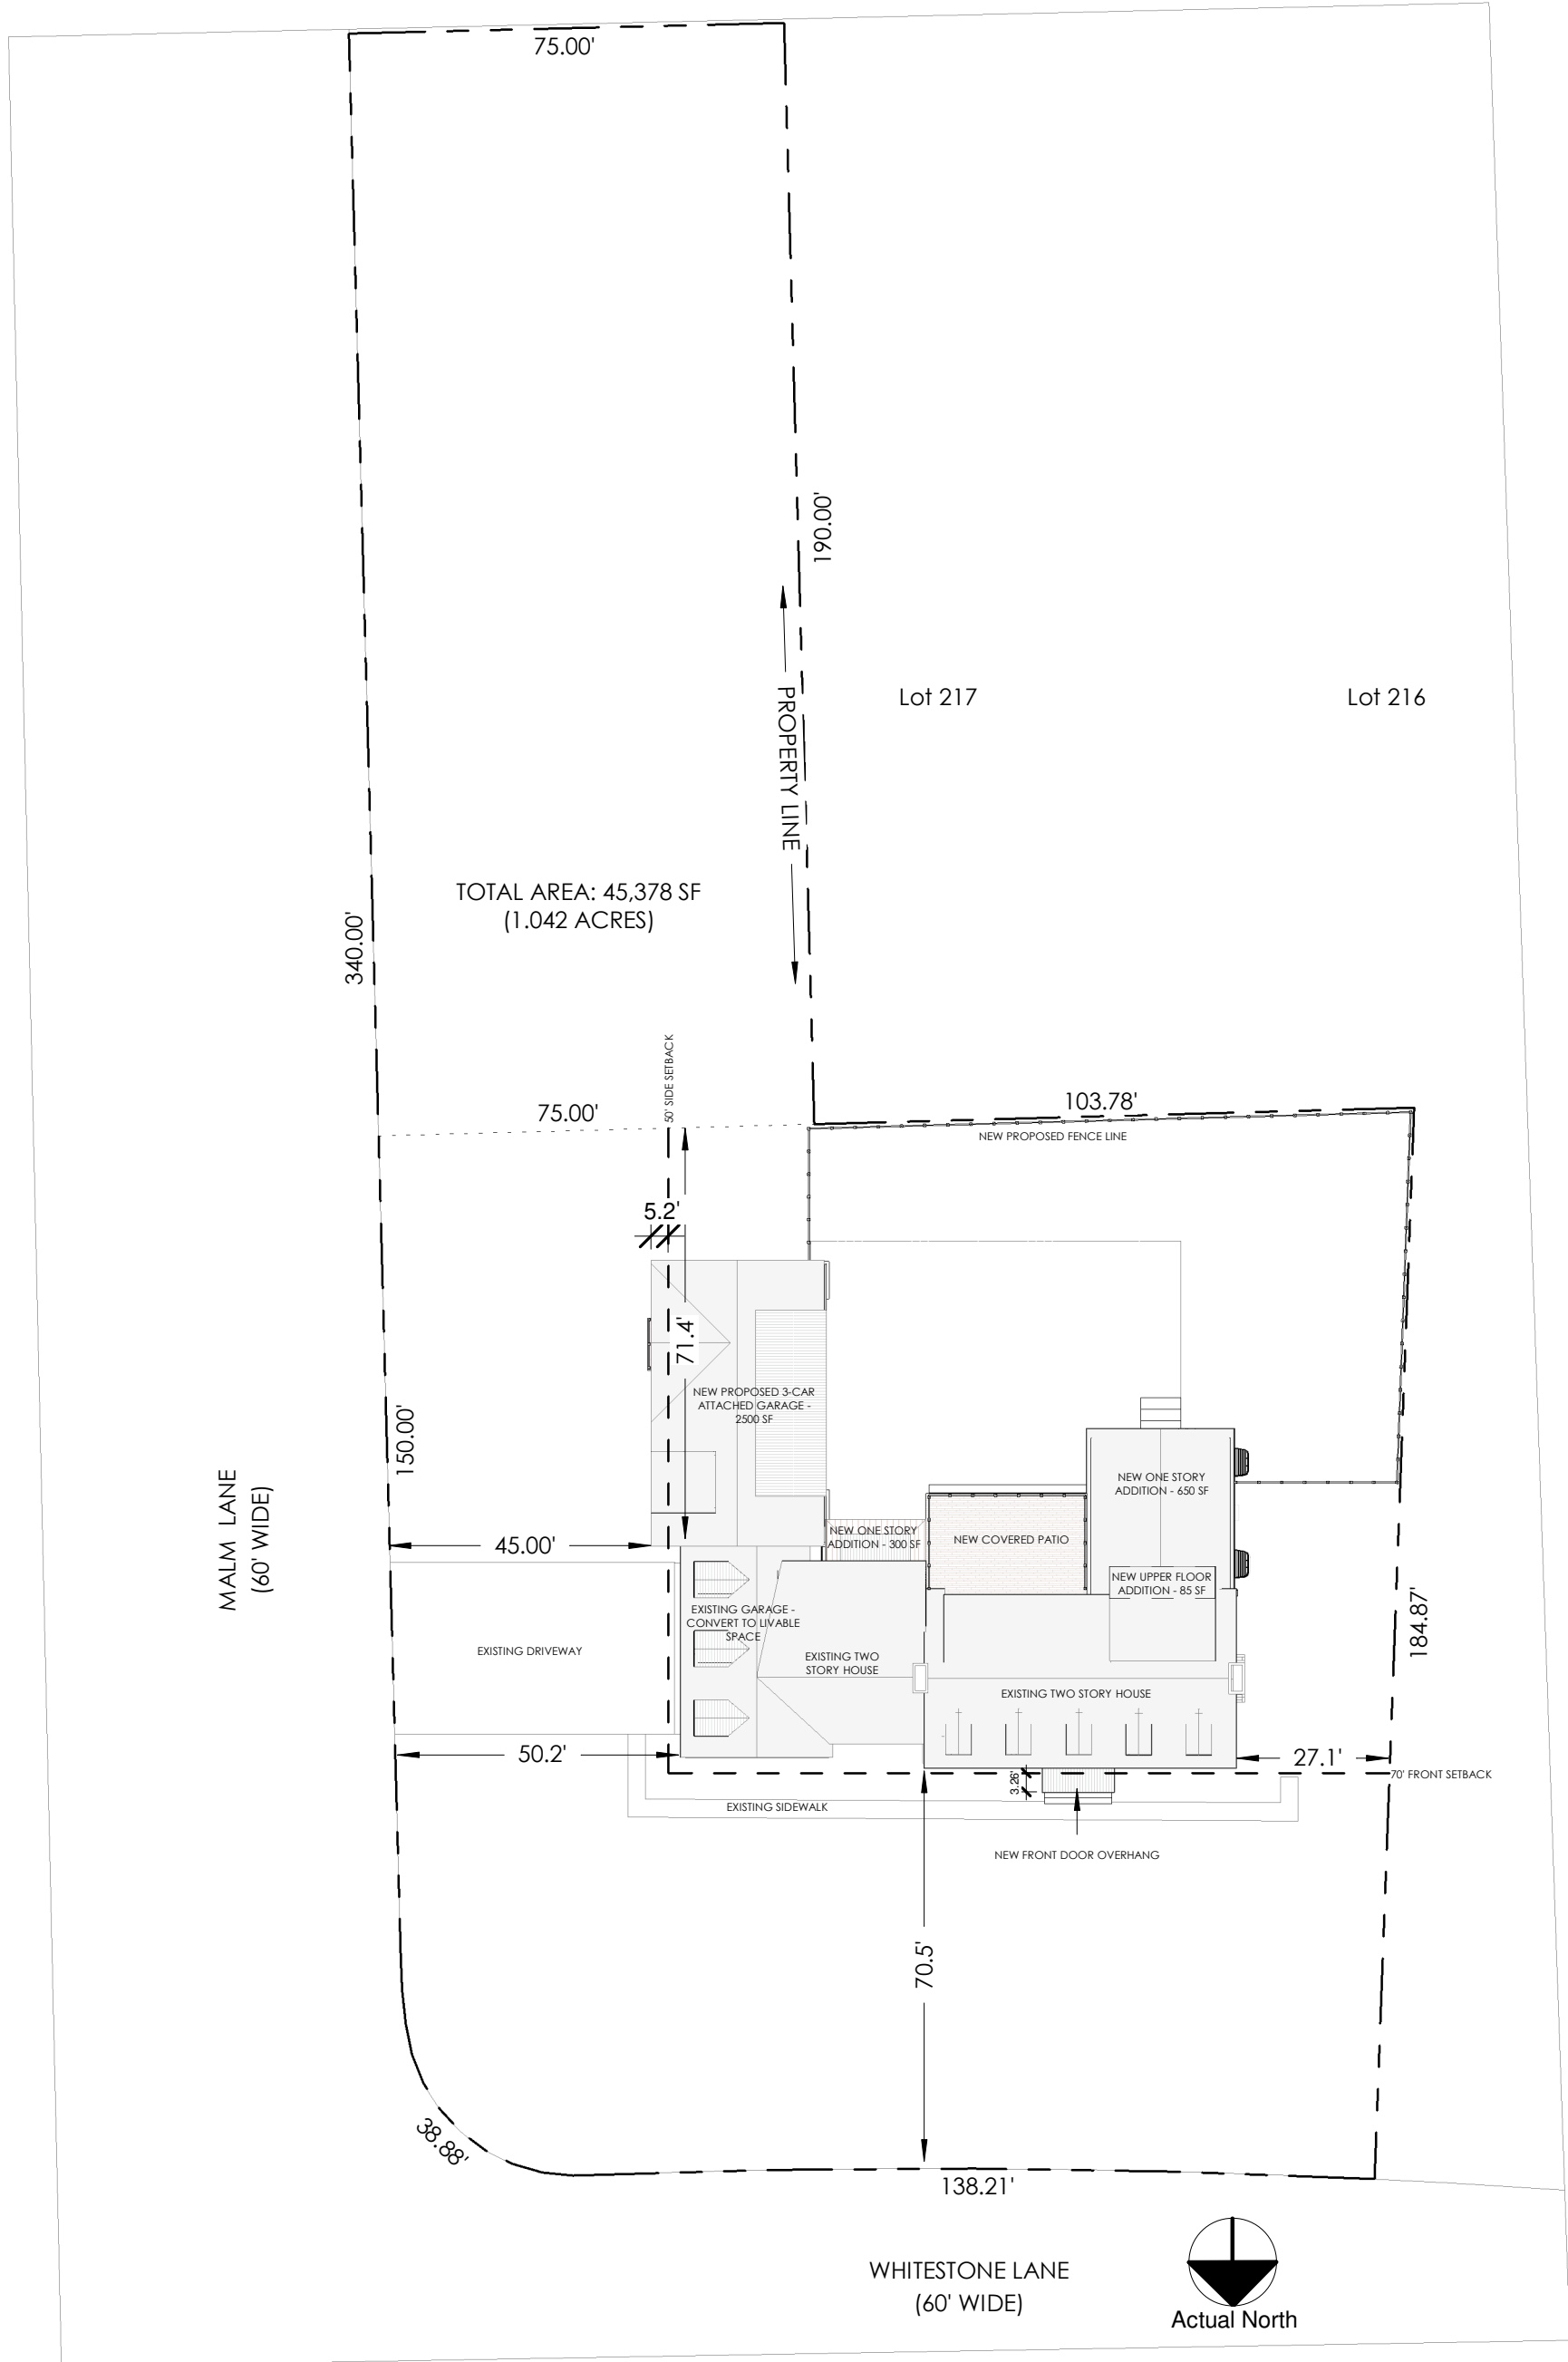 75.00'
190.00'
PROPERTY LINE
Lot 217
Lot 216
TOTAL AREA: 45,378 SF
(1.042 ACRES)
340.00'
50' SIDE SETBACK
75.00'
103.78'
NEW PROPOSED FENCE LINE
5.2'
71.4'
NEW PROPOSED 3-CAR
ATTACHED GARAGE -
2500 SF
150.00'
MALM LANE
(60' WIDE)
NEW ONE STORY
ADDITION - 650 SF
45.00'
NEW ONE STORY
ADDITION - 300 SF
NEW COVERED PATIO
NEW UPPER FLOOR
ADDITION - 85 SF
EXISTING GARAGE -
CONVERT TO LIVABLE
SPACE
EXISTING DRIVEWAY
EXISTING TWO
STORY HOUSE
184.87'
EXISTING TWO STORY HOUSE
50.2'
27.1'
70' FRONT SETBACK
3.26'
EXISTING SIDEWALK
NEW FRONT DOOR OVERHANG
70.5'
38.88'
138.21'
WHITESTONE LANE
(60' WIDE)
Actual North